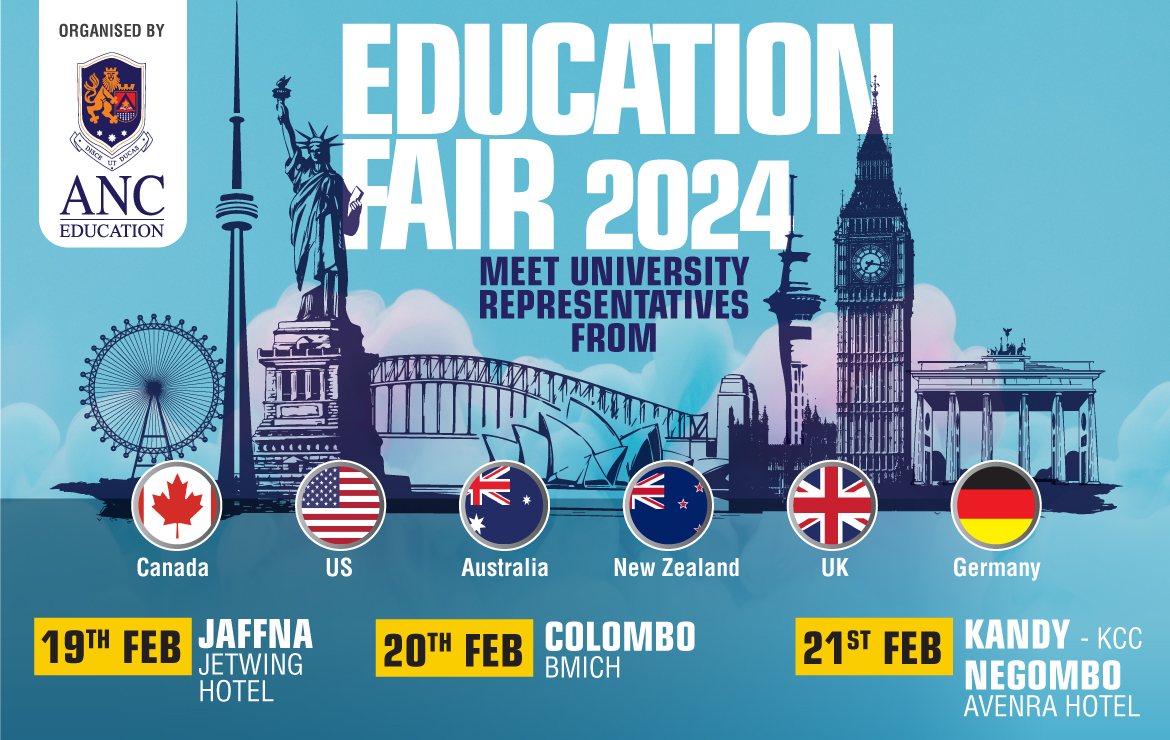 ORGANISED BY
DISCE UT DUCAS
ANC
EDUCATION
EDUCATION
FAIR 2024
MEET UNIVERSITY
REPRESENTATIVES
FROM
Canada
US
Australia
New Zealand
UK
Germany
19TH FEB
JAFFNA
JETWING
HOTEL
20TH FEB
COLOMBO
BMICH
21ST FEB
KANDY - KCC
NEGOMBO
AVENRA HOTEL